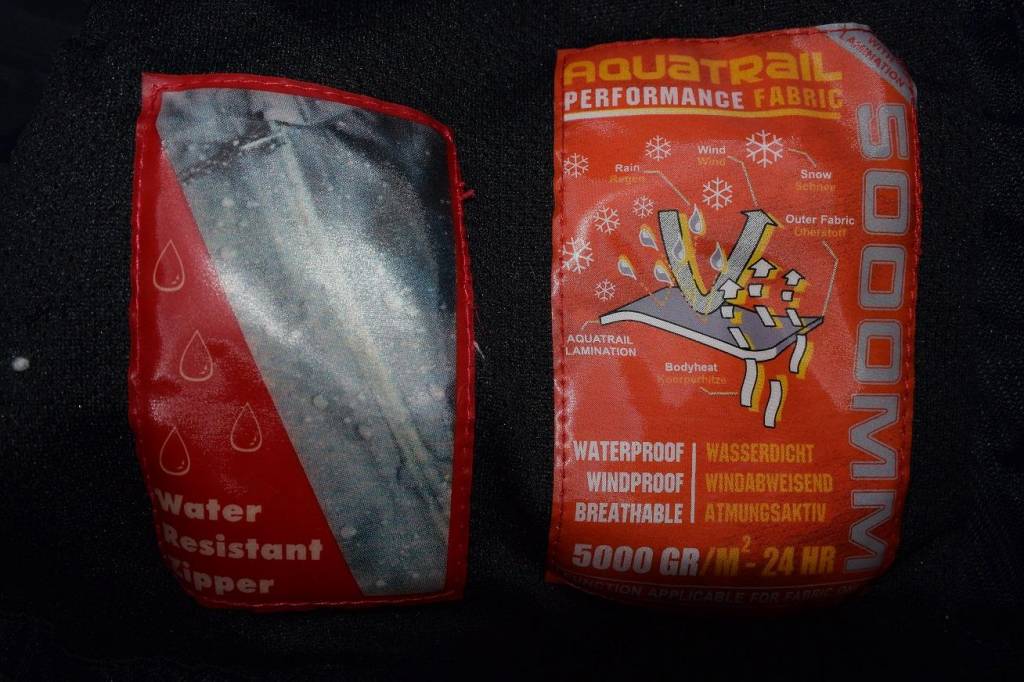 Water
Resistant
Zipper
AQUATRAIL
PERFORMANCE FABRIC
WITH
LAMINATION
5000MM
Wind
Wind
Rain
Regen
Snow
Schnee
Outer Fabric
Oberstoff
AQUATRAIL
LAMINATION
Bodyheat
Koerperhitze
WATERPROOF WASSERDICHT
WINDPROOF WINDABWEISEND
BREATHABLE ATMUNGSAKTIV
5000 GR/M²- 24 HR
APPLICABLE FOR FABRIC